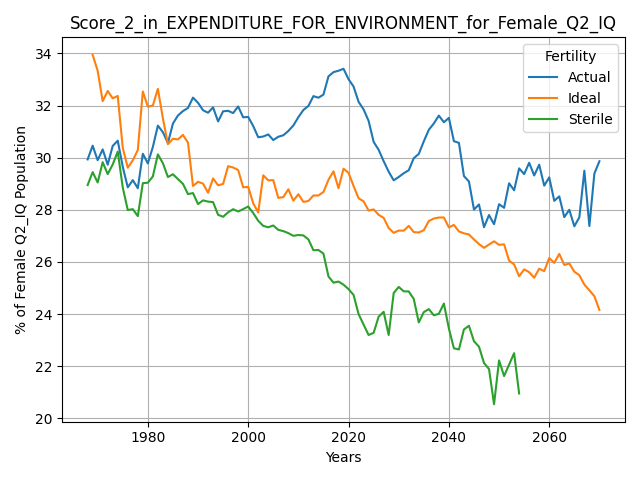 Score_2_in_EXPENDITURE_FOR_ENVIRONMENT_for_Female_Q2_IQ
% of Female Q2_IQ Population
34
32
30
28
26
24
22
20
Fertility
Actual
Ideal
Sterile
1980
2000
2020
2040
2060
Years